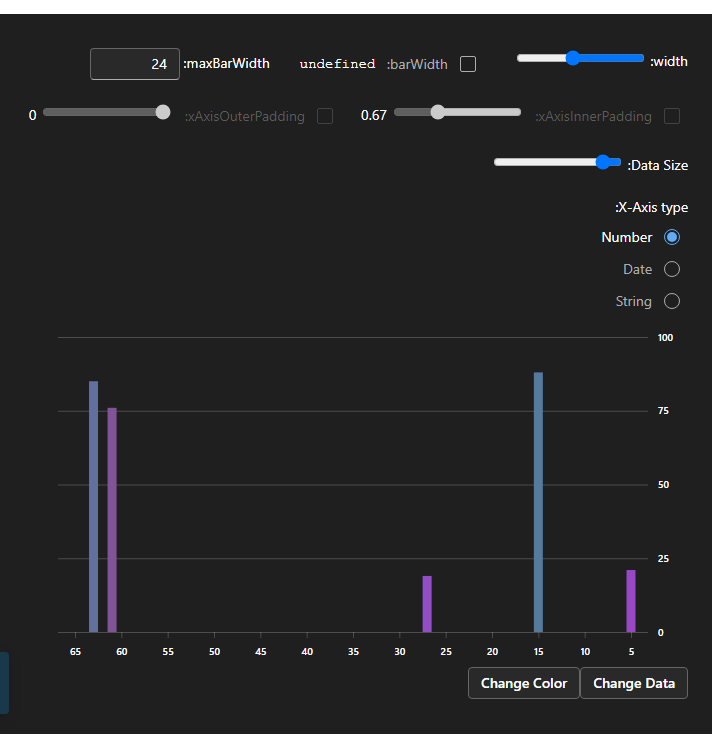 :width
:barWidth undefined
:maxBarWidth 24
:xAxisInnerPadding 0.67
:xAxisOuterPadding 0
:Data Size
:X-Axis type
Number
Date
String
100
75
50
25
0
65 60 55 50 45 40 35 30 25 20 15 10 5
Change Color Change Data